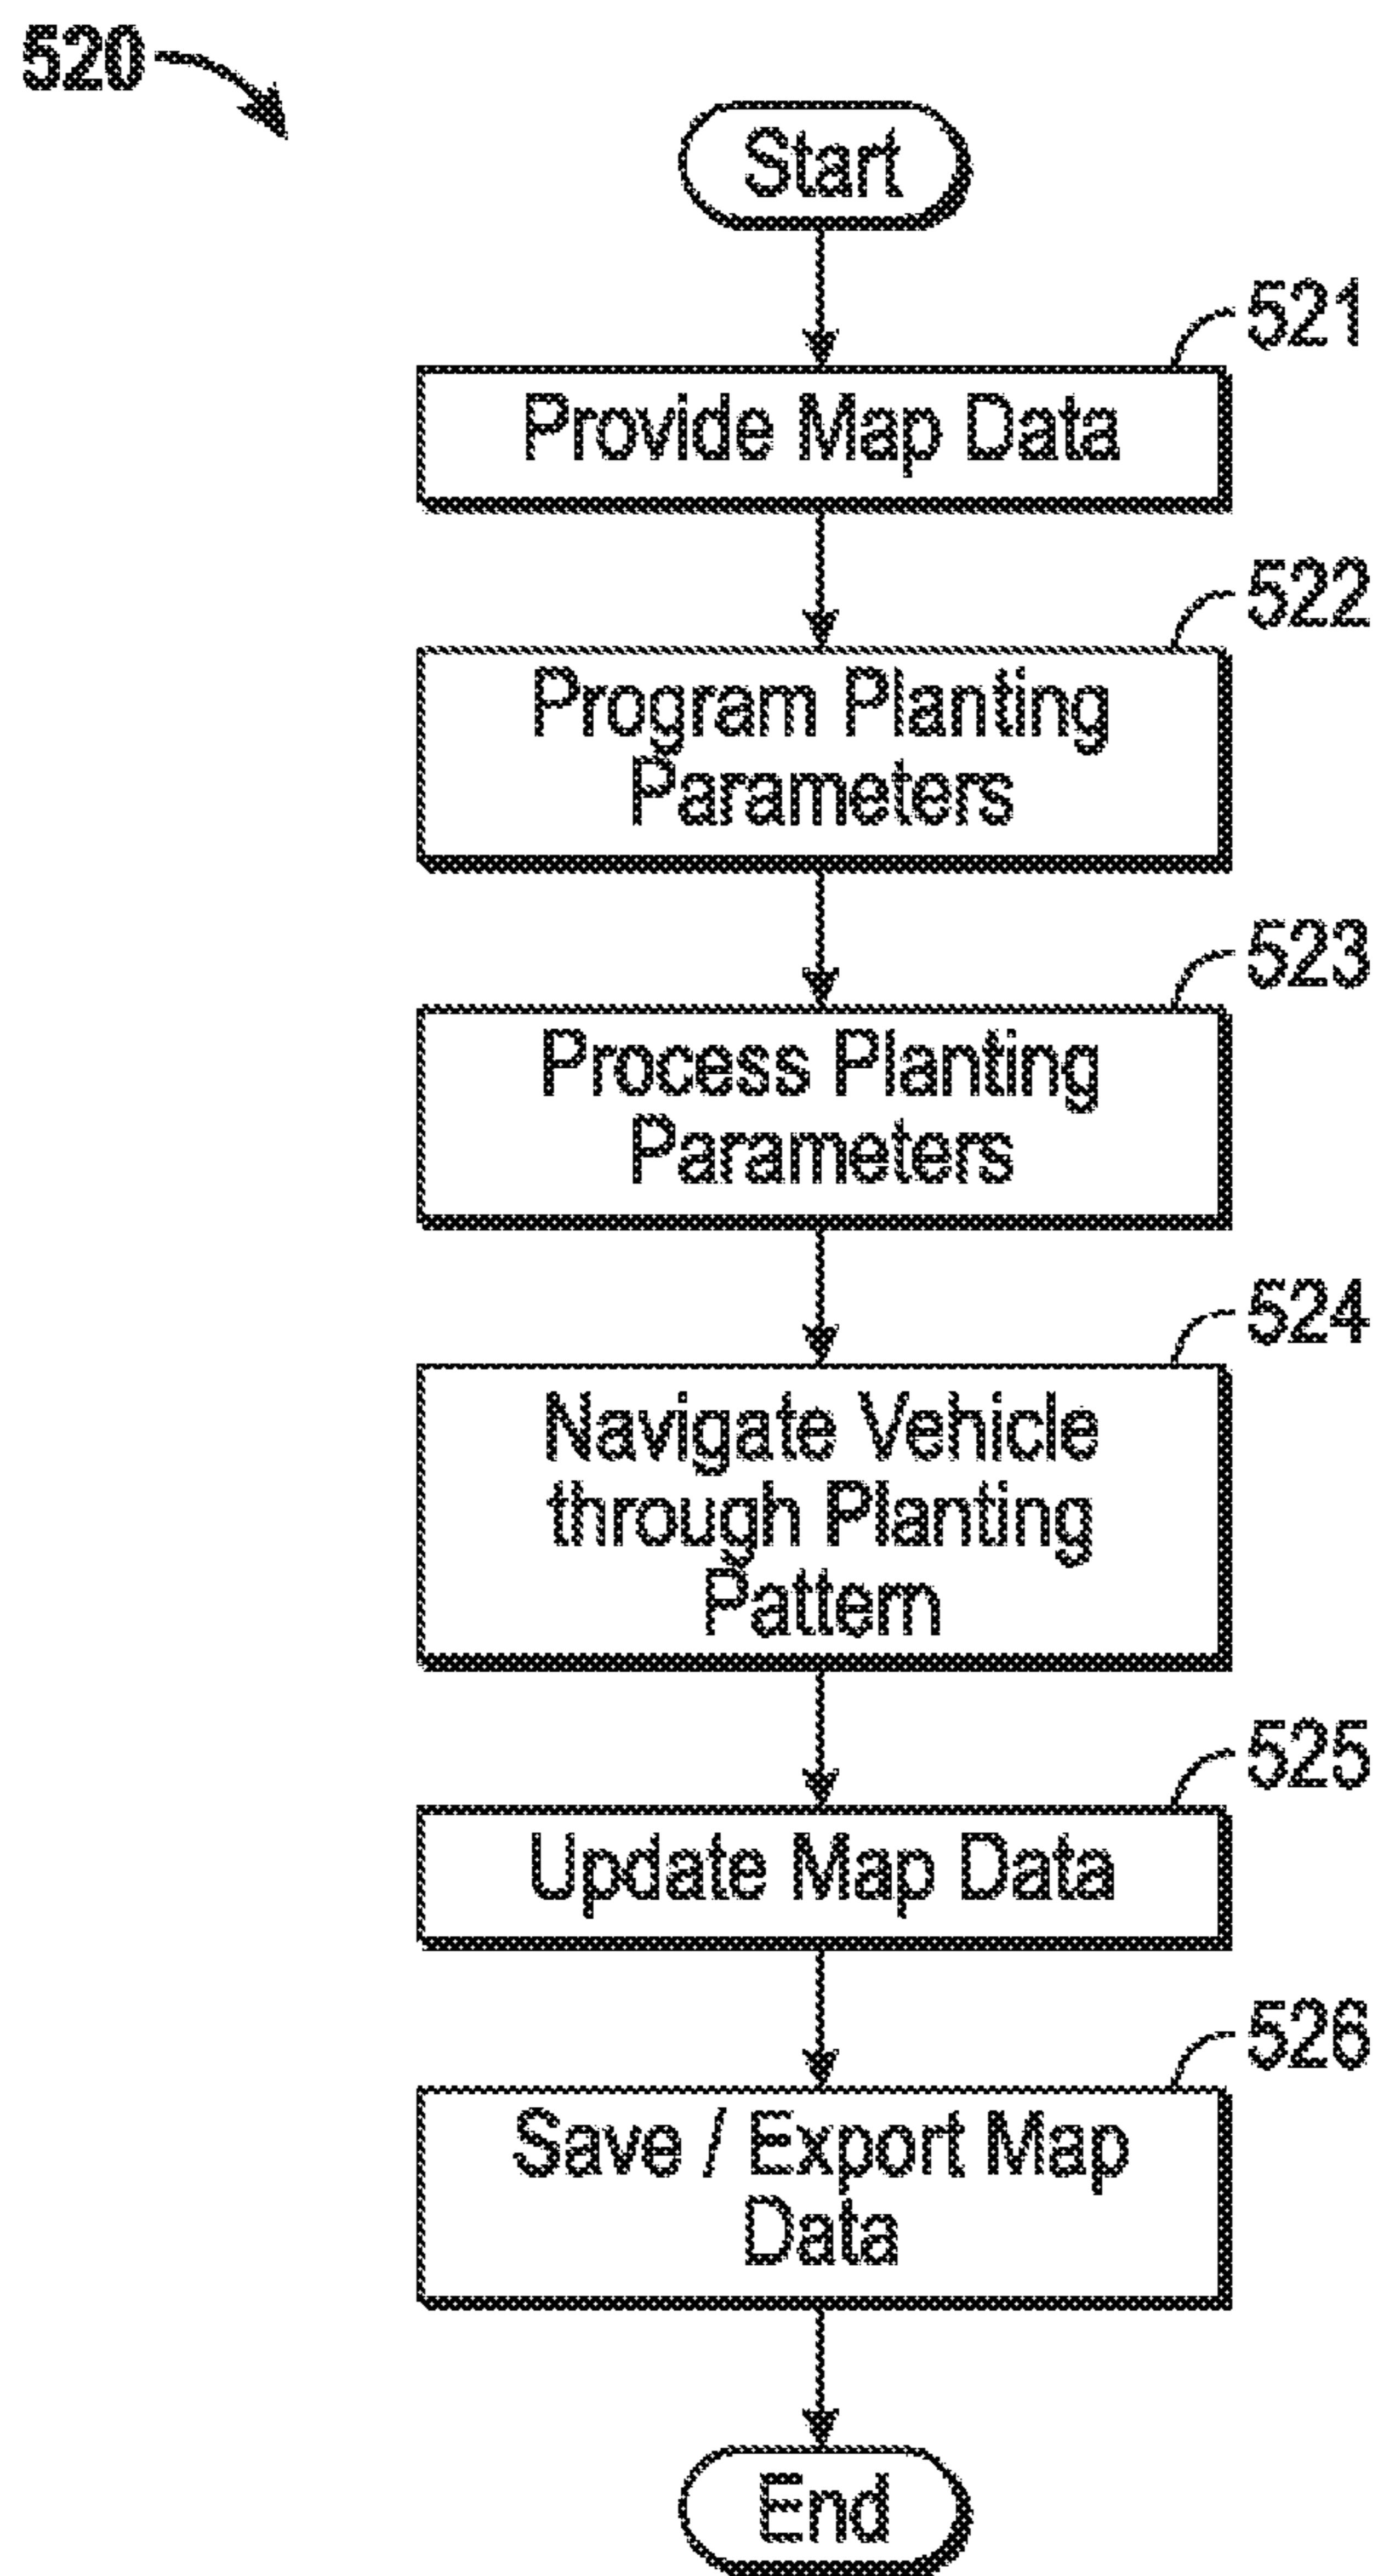 520
Start
521
Provide Map Data
522
Program Planting
Parameters
523
Process Planting
Parameters
524
Navigate Vehicle
through Planting
Pattern
525
Update Map Data
526
Save / Export Map
Data
End